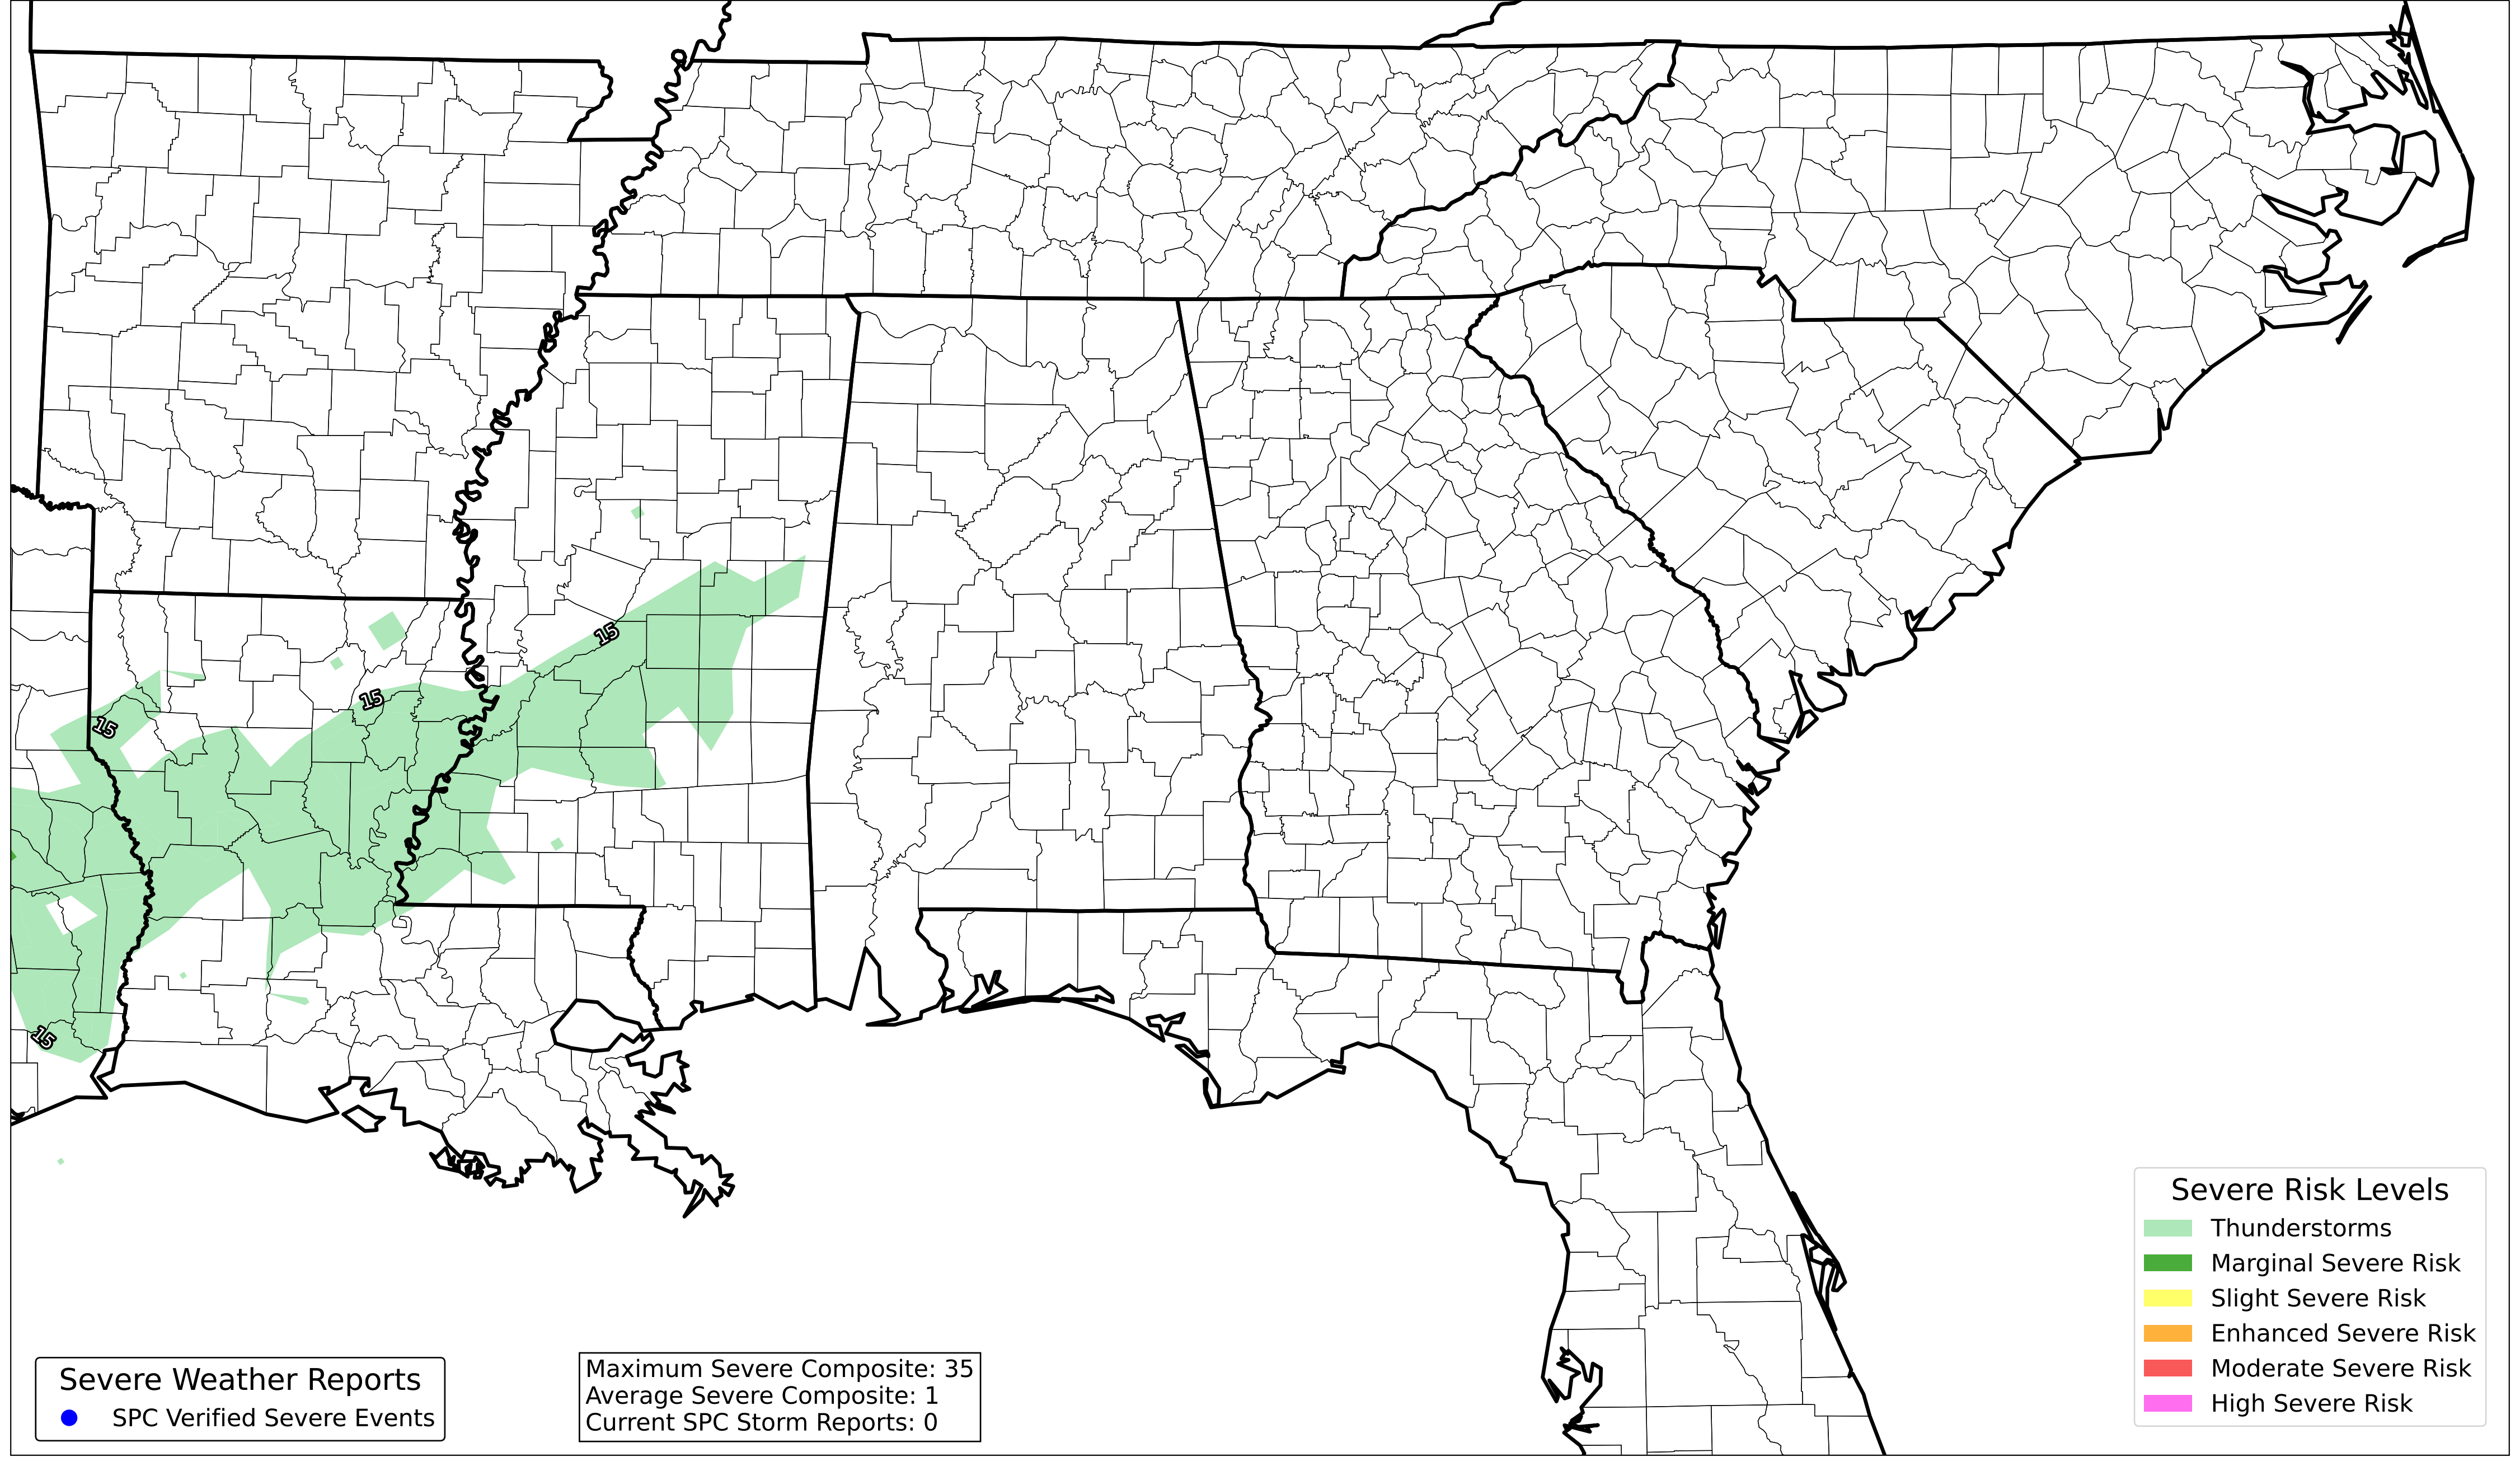 15
15
15
15
Severe Weather Reports
SPC Verified Severe Events
Maximum Severe Composite: 35
Average Severe Composite: 1
Current SPC Storm Reports: 0
Severe Risk Levels
Thunderstorms
Marginal Severe Risk
Slight Severe Risk
Enhanced Severe Risk
Moderate Severe Risk
High Severe Risk